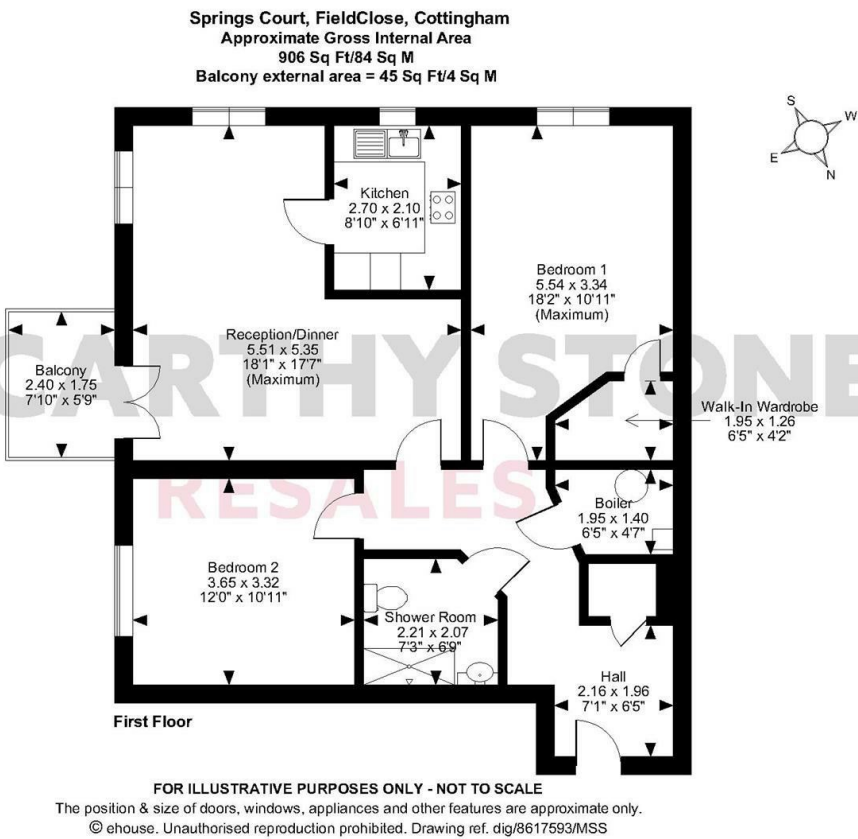 Springs Court, FieldClose, Cottingham
Approximate Gross Internal Area
906 Sq Ft/84 Sq M
Balcony external area = 45 Sq Ft/4 Sq M
S
W
E
N
Kitchen
2.70 x 2.10
8'10" x 6'11"
Bedroom 1
5.54 x 3.34
18'2" x 10'11"
(Maximum)
Reception/Dinner
5.51 x 5.35
18'1" x 17'7"
(Maximum)
Balcony
2.40 x 1.75
7'10" x 5'9"
CARTHY STONE
RESALES
Walk-In Wardrobe
1.95 x 1.26
6'5" x 4'2"
Boiler
1.95 x 1.40
6'5" x 4'7"
Bedroom 2
3.65 x 3.32
12'0" x 10'11"
Shower Room
2.21 x 2.07
7'3" x 6'9"
Hall
2.16 x 1.96
7'1" x 6'5"
First Floor
FOR ILLUSTRATIVE PURPOSES ONLY - NOT TO SCALE
The position & size of doors, windows, appliances and other features are approximate only.
© ehouse. Unauthorised reproduction prohibited. Drawing ref. dig/8617593/MSS